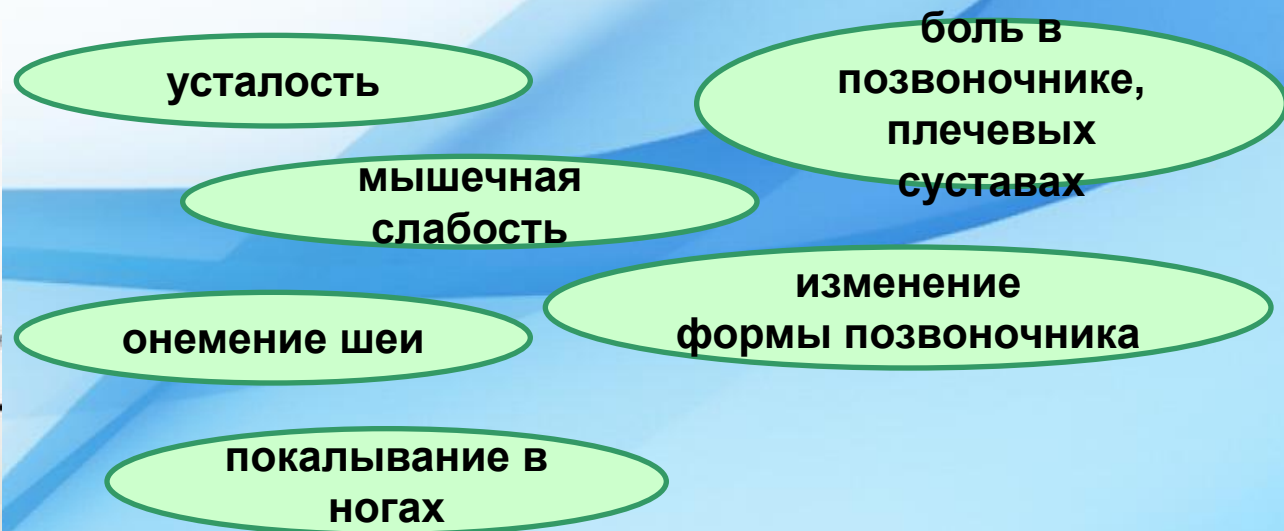 усталость
боль в
позвоночнике,
плечевых
суставах
мышечная
слабость
изменение
формы позвоночника
онемение шеи
покалывание в
ногах